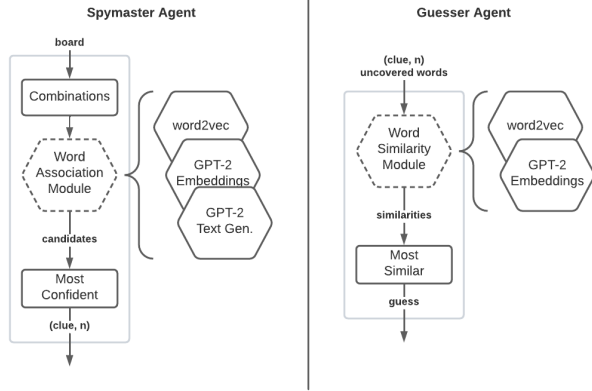 Spymaster Agent
board
Combinations
Word
Association
Module
word2vec
GPT-2
Embeddings
GPT-2
Text Gen.
candidates
Most
Confident
(clue, n)
Guesser Agent
(clue, n)
uncovered words
Word
Similarity
Module
word2vec
GPT-2
Embeddings
similarities
Most
Similar
guess